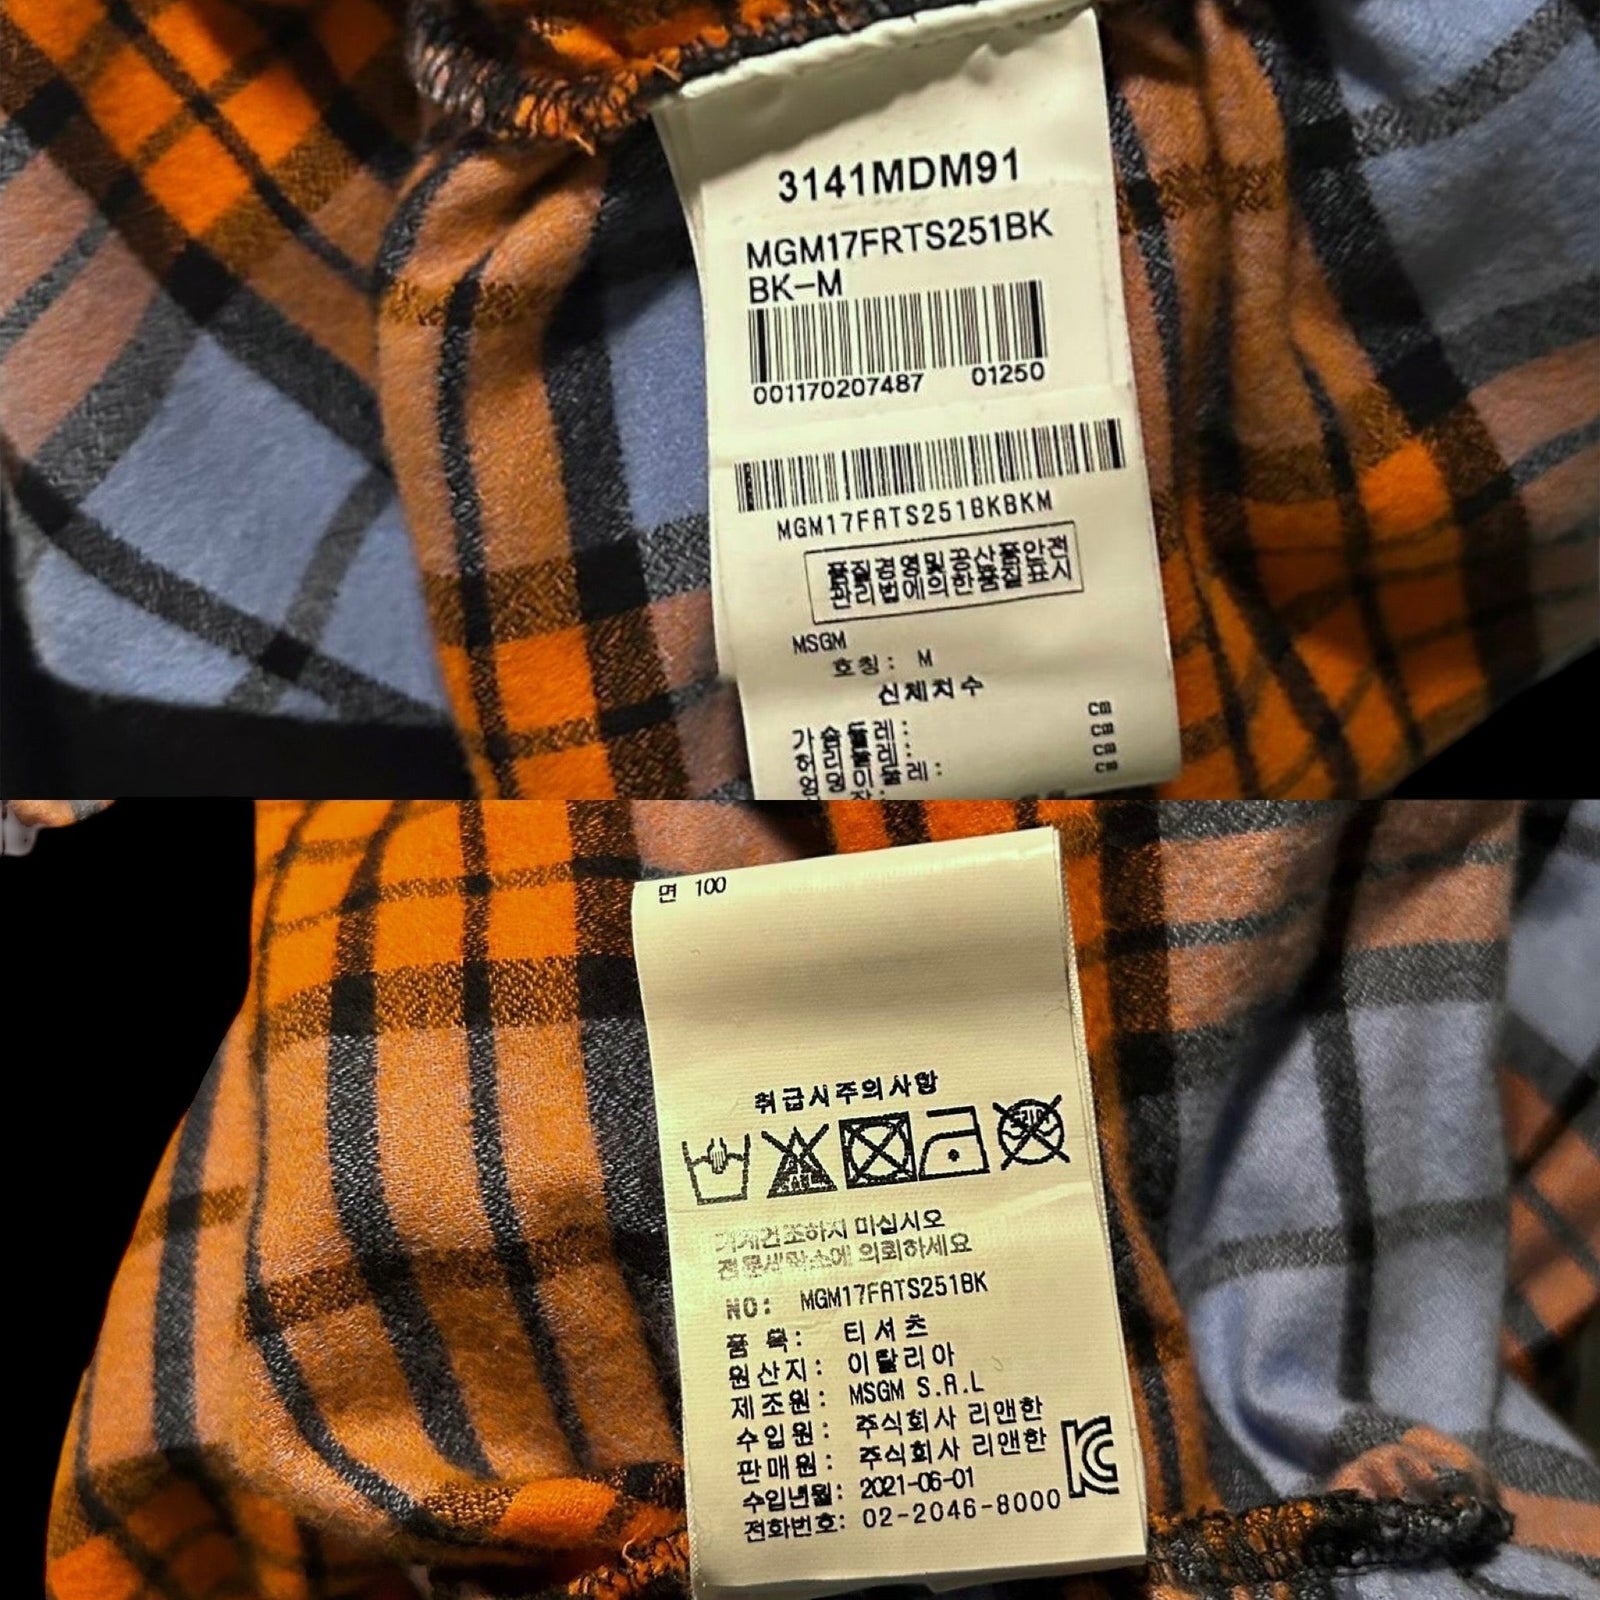 3141MDM91
MGM17FRTS251BK
BK-M
001170207487 01250
MGM17FRTS251BKBKM
품질경영및공산품안전
관리법에의한품질표시
MSGM
호칭: M
신체치수
cm
가슴둘레: cm
허리둘레: cm
엉덩이둘레: cm
면 100
취급시주의사항
기계건조하지 마십시오
전문세탁소에 의뢰하세요
NO: MGM17FRTS251BK
품 목: 티셔츠
원산지: 이탈리아
제조원: MSGM S.R.L
수입원: 주식회사 리앤한
판매원: 주식회사 리앤한
수입년월: 2021-06-01
전화번호: 02-2046-8000